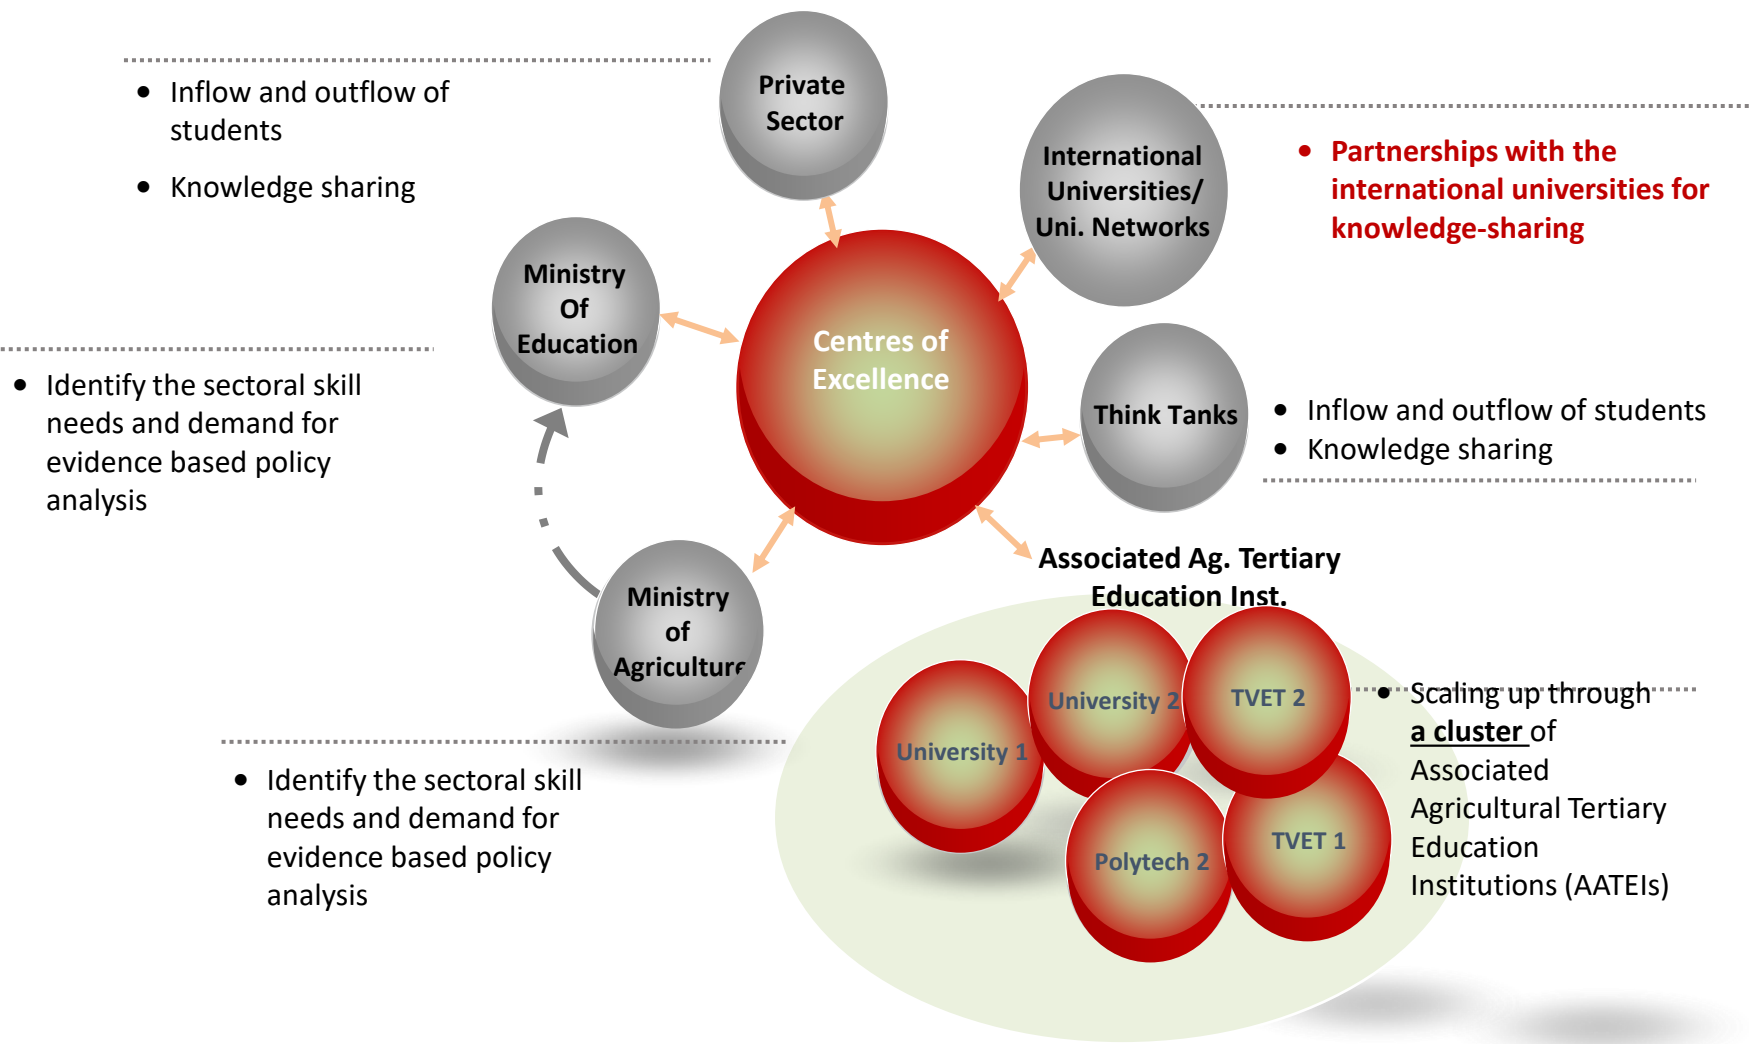 Private
Sector
• Inflow and outflow of
students
• Knowledge sharing
International
Universities/
Uni. Networks
• Partnerships with the
international universities for
knowledge-sharing
Ministry
Of
Education
Centres of
Excellence
• Identify the sectoral skill
needs and demand for
evidence based policy
analysis
Think Tanks
• Inflow and outflow of students
• Knowledge sharing
Ministry
of
Agriculture
Associated Ag. Tertiary
Education Inst.
• Identify the sectoral skill
needs and demand for
evidence based policy
analysis
University 1
University 2
TVET 2
Polytech 2
TVET 1
• Scaling up through
a cluster of
Associated
Agricultural Tertiary
Education
Institutions (AATEIs)